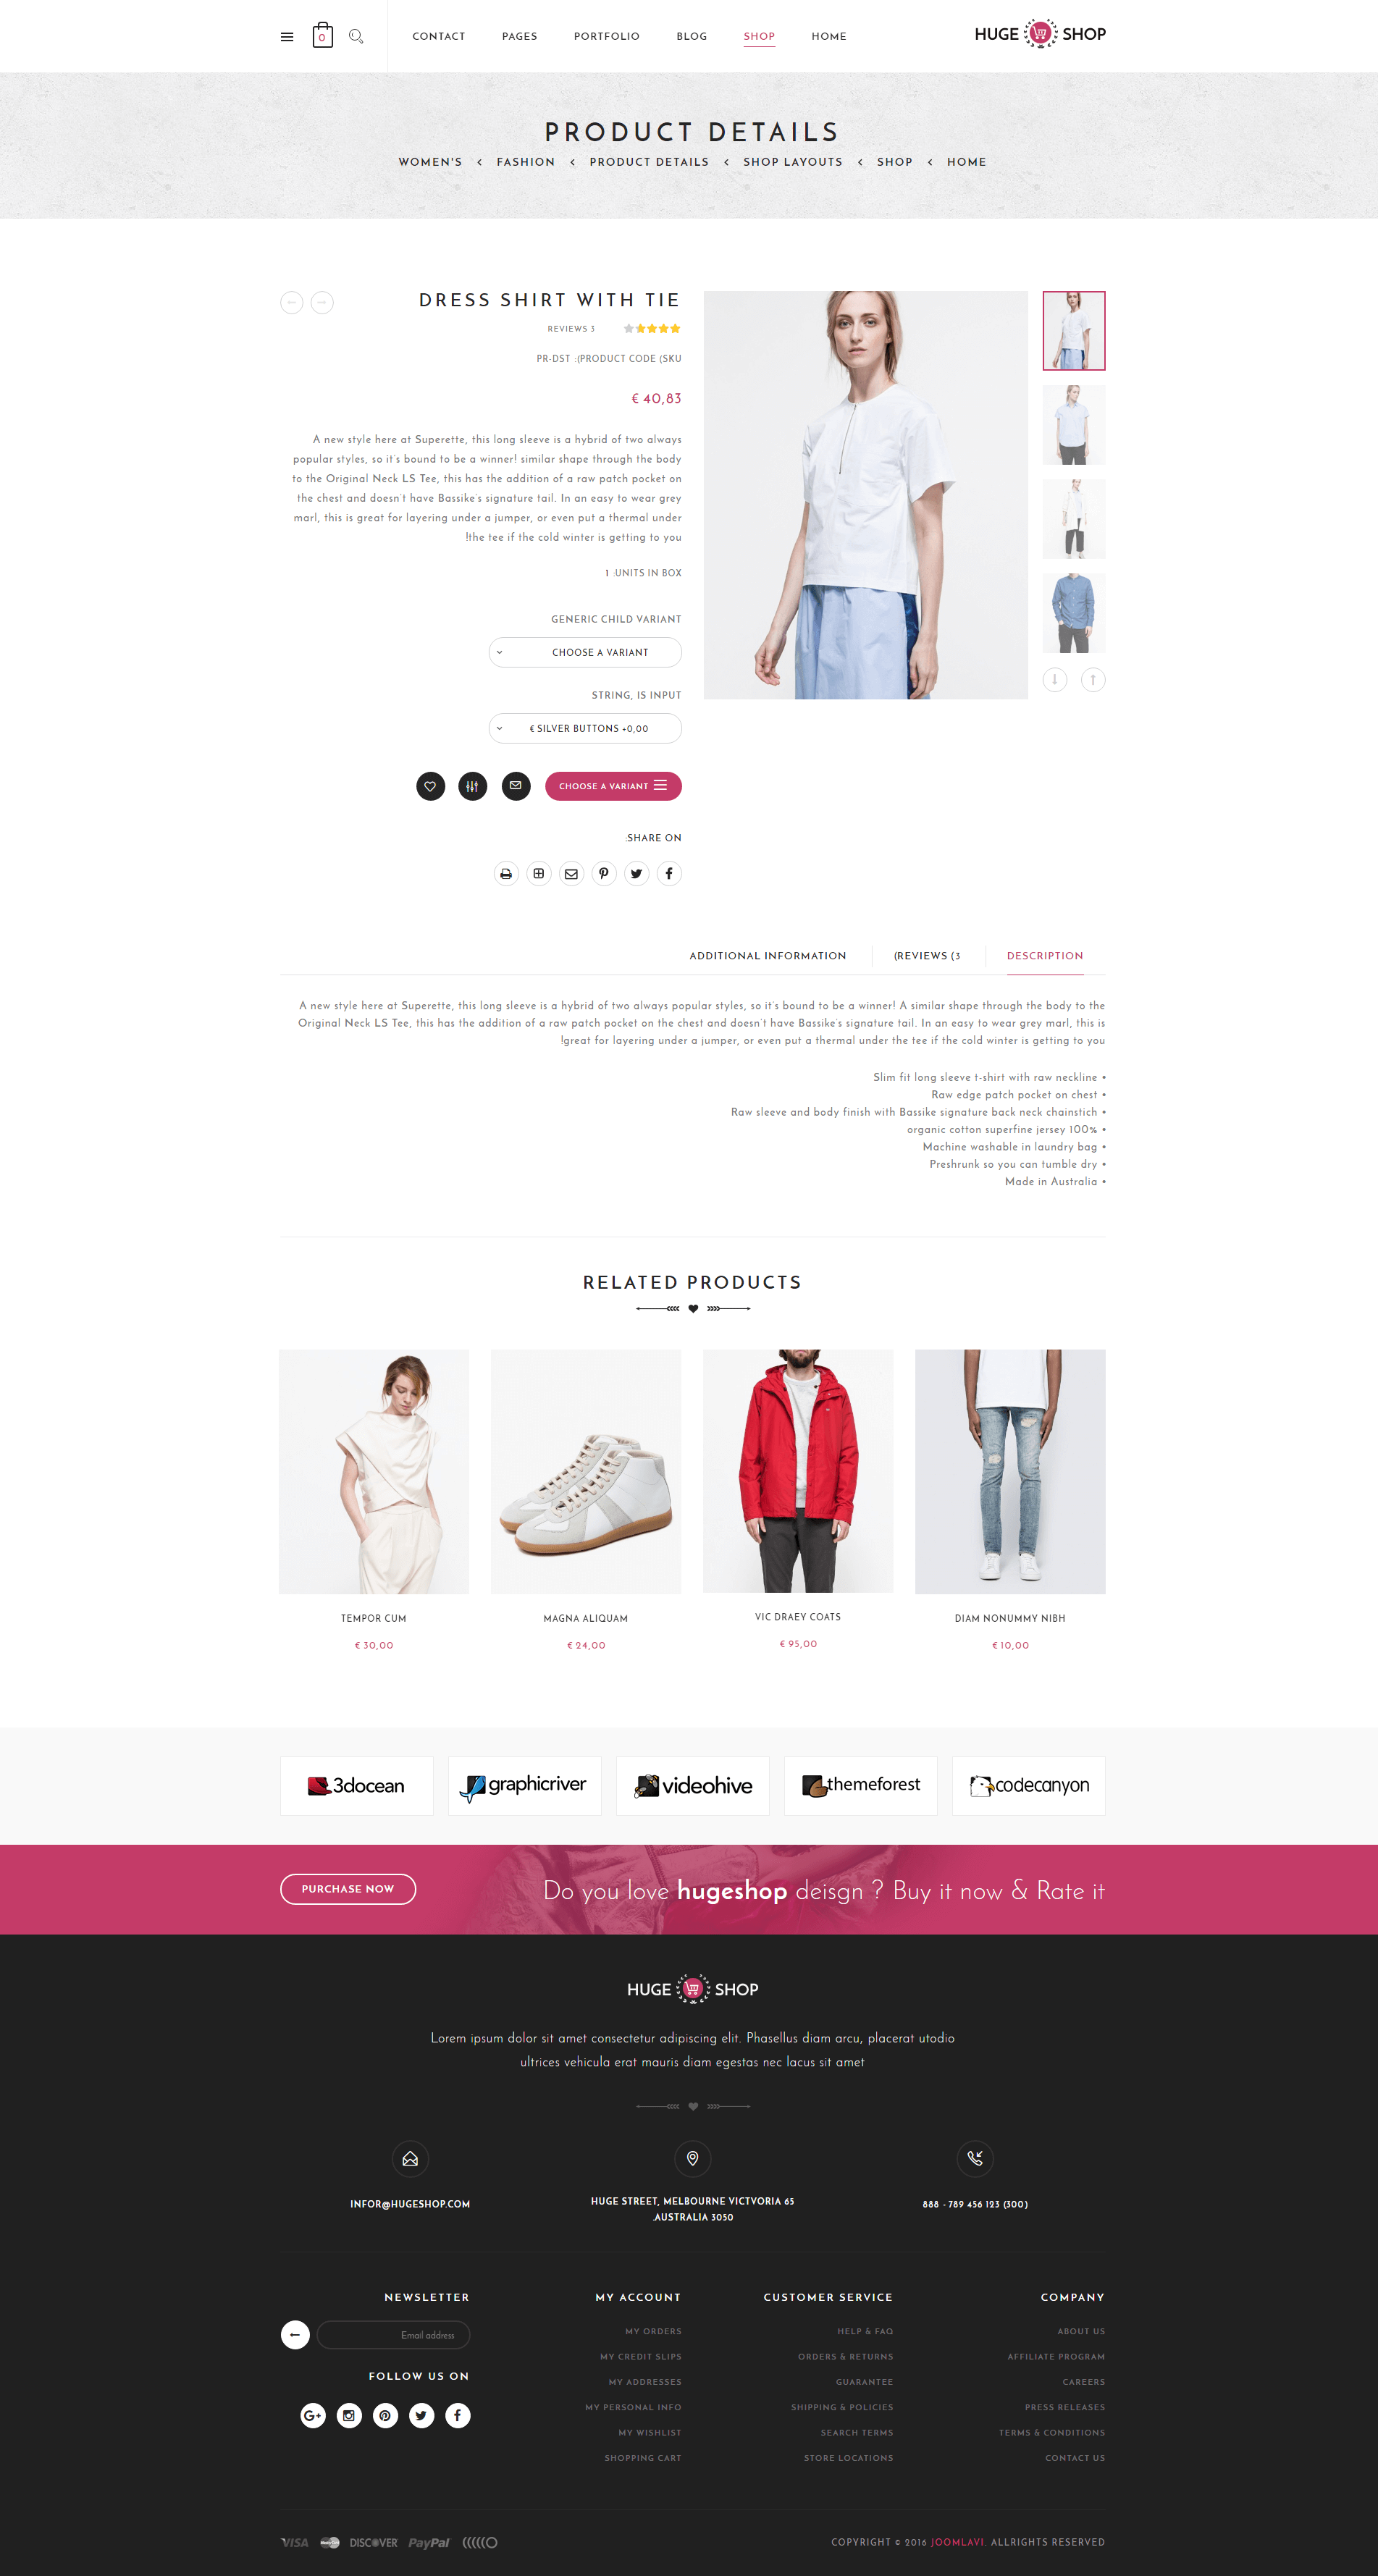 HUGE SHOP
HOME
SHOP
BLOG
PORTFOLIO
PAGES
CONTACT
0
PRODUCT DETAILS
WOMEN'S < FASHION < PRODUCT DETAILS < SHOP LAYOUTS < SHOP < HOME
DRESS SHIRT WITH TIE
REVIEWS 3
PR-DST :(PRODUCT CODE (SKU
€ 40,83
A new style here at Superette, this long sleeve is a hybrid of two always
popular styles, so it's bound to be a winner! similar shape through the body
to the Original Neck LS Tee, this has the addition of a raw patch pocket on
the chest and doesn't have Bassike's signature tail. In an easy to wear grey
marl, this is great for layering under a jumper, or even put a thermal under
!the tee if the cold winter is getting to you
1 :UNITS IN BOX
GENERIC CHILD VARIANT
CHOOSE A VARIANT
STRING, IS INPUT
€ SILVER BUTTONS +0,00
CHOOSE A VARIANT
:SHARE ON
DESCRIPTION
(REVIEWS (3
ADDITIONAL INFORMATION
A new style here at Superette, this long sleeve is a hybrid of two always popular styles, so it's bound to be a winner! A similar shape through the body to the
Original Neck LS Tee, this has the addition of a raw patch pocket on the chest and doesn't have Bassike's signature tail. In an easy to wear grey marl, this is
!great for layering under a jumper, or even put a thermal under the tee if the cold winter is getting to you
Slim fit long sleeve t-shirt with raw neckline •
Raw edge patch pocket on chest •
Raw sleeve and body finish with Bassike signature back neck chainstich •
organic cotton superfine jersey 100% •
Machine washable in laundry bag •
Preshrunk so you can tumble dry •
Made in Australia •
RELATED PRODUCTS
TEMPOR CUM
€ 30,00
MAGNA ALIQUAM
€ 24,00
VIC DRAEY COATS
€ 95,00
DIAM NONUMMY NIBH
€ 10,00
3docean
graphicriver
videohive
themeforest
codecanyon
PURCHASE NOW
Do you love hugeshop deisgn ? Buy it now & Rate it
HUGE SHOP
Lorem ipsum dolor sit amet consectetur adipiscing elit. Phasellus diam arcu, placerat utodio
ultrices vehicula erat mauris diam egestas nec lacus sit amet
INFOR@HUGESHOP.COM
HUGE STREET, MELBOURNE VICTVORIA 65
.AUSTRALIA 3050
888 - 789 456 123 (300)
COMPANY
ABOUT US
AFFILIATE PROGRAM
CAREERS
PRESS RELEASES
TERMS & CONDITIONS
CONTACT US
CUSTOMER SERVICE
HELP & FAQ
ORDERS & RETURNS
GUARANTEE
SHIPPING & POLICIES
SEARCH TERMS
STORE LOCATIONS
MY ACCOUNT
MY ORDERS
MY CREDIT SLIPS
MY ADDRESSES
MY PERSONAL INFO
MY WISHLIST
SHOPPING CART
NEWSLETTER
Email address
FOLLOW US ON
VISA
MasterCard
DISCOVER
PayPal
COPYRIGHT © 2016 JOOMLAVI. ALLRIGHTS RESERVED